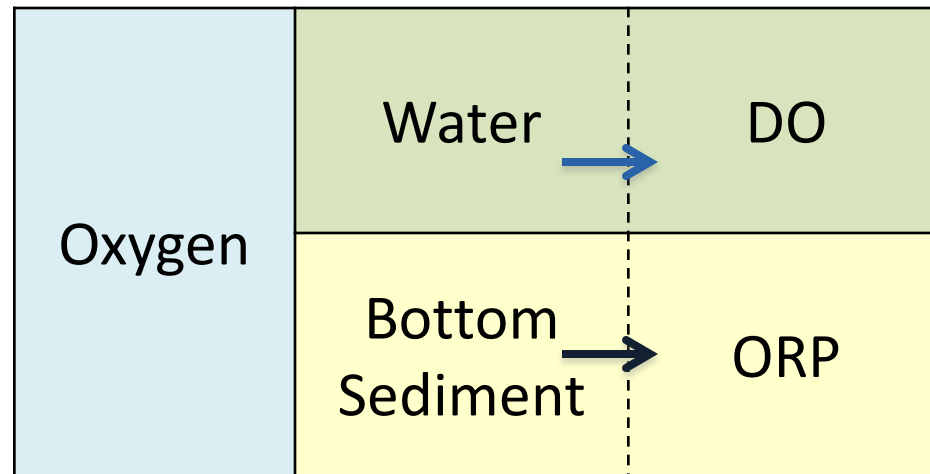 Oxygen
Water
DO
Bottom
Sediment
ORP